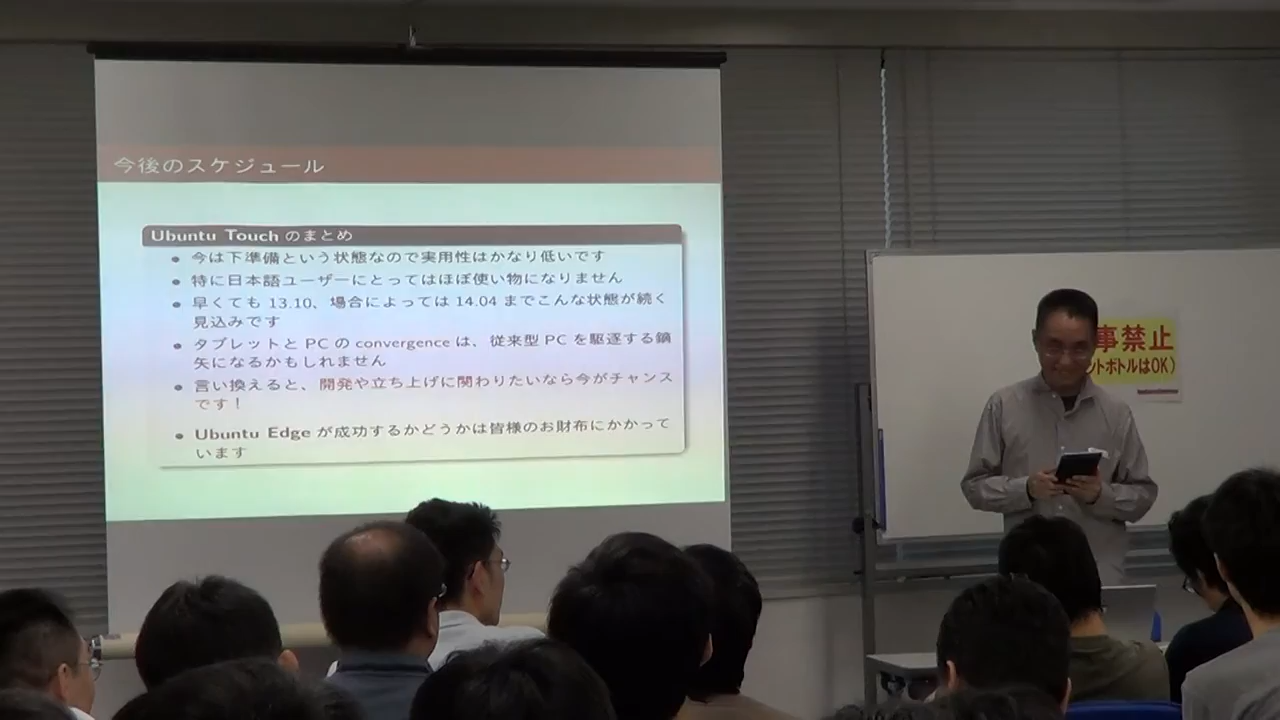 今後のスケジュール
Ubuntu Touch のまとめ
今は下準備という状態なので実用性はかなり低いです
特に日本語ユーザーにとってはほぼ使い物になりません
早くても 13.10、場合によっては 14.04 までこんな状態が続く
見込みです
タブレットと PC の convergence は、従来型 PC を駆逐する鏑
矢になるかもしれません
言い換えると、開発や立ち上げに関わりたいなら今がチャンス
です！
Ubuntu Edge が成功するかどうかは皆様のお財布にかかって
います
事禁止
ットボトルはOK）